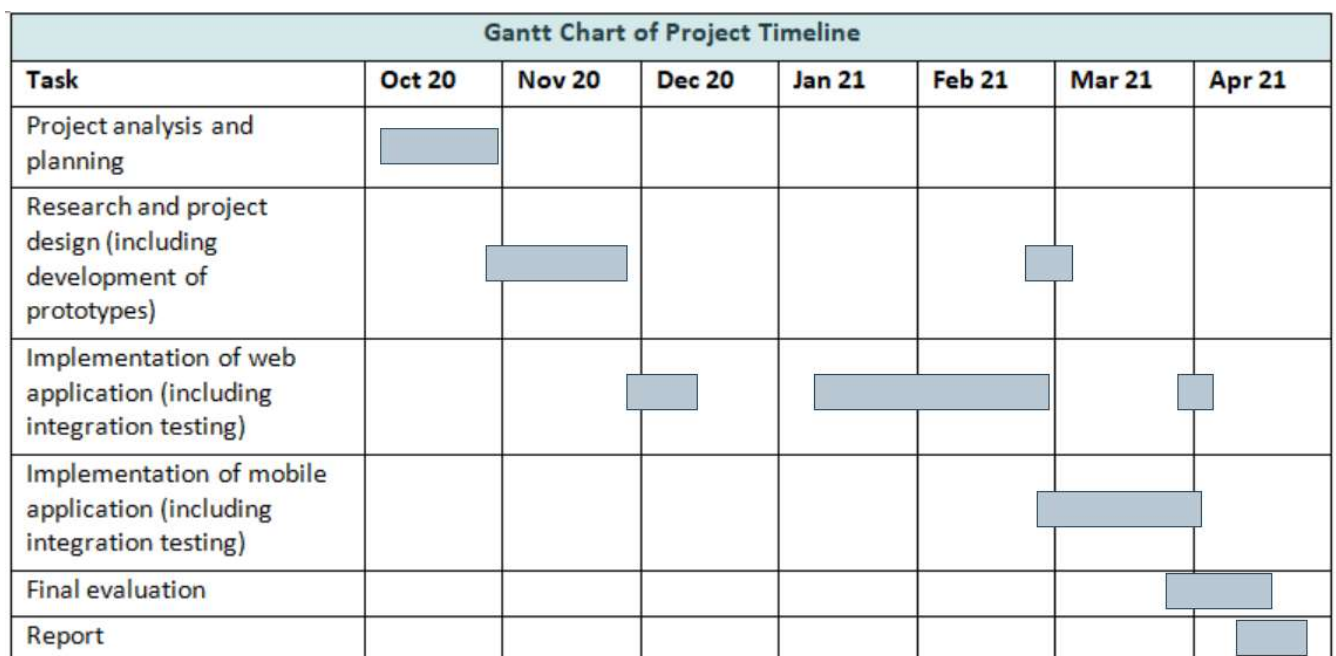 Gantt Chart of Project Timeline
Task Oct 20 Nov 20 Dec 20 Jan 21 Feb 21 Mar 21 Apr 21
Project analysis and
planning
Research and project
design (including
development of
prototypes)
Implementation of web
application (including
integration testing)
Implementation of mobile
application (including
integration testing)
Final evaluation
Report